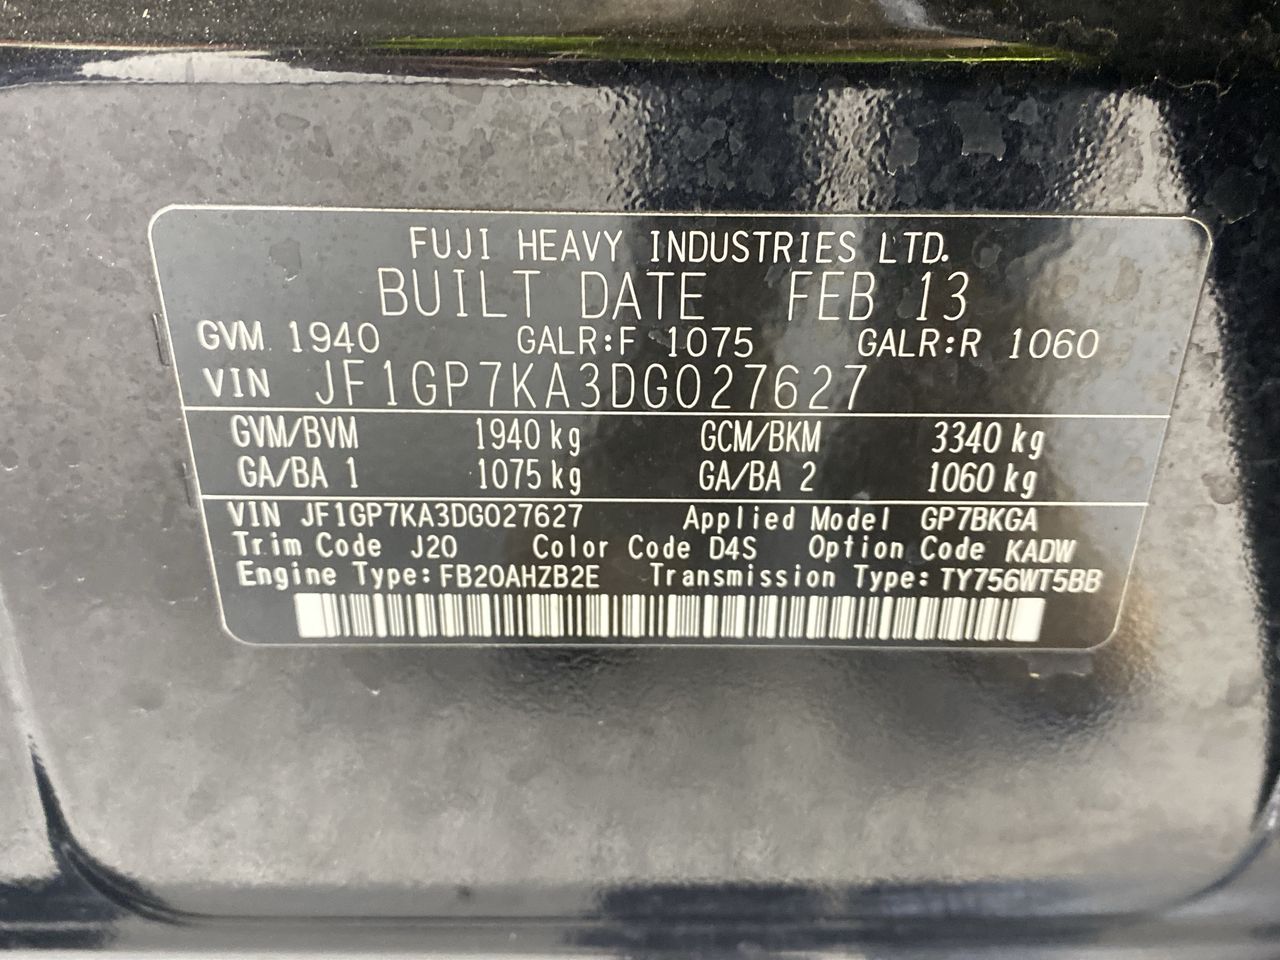 FUJI HEAVY INDUSTRIES LTD.
BUILT DATE FEB 13
GVM 1940 GALR:F 1075 GALR:R 1060
VIN JF1GP7KA3DG027627
GVM/BVM 1940 kg GCM/BKM 3340 kg
GA/BA 1 1075 kg GA/BA 2 1060 kg
VIN JF1GP7KA3DG027627 Applied Model GP7BKGA
Trim Code J20 Color Code D4S Option Code KADW
Engine Type: FB20AHZB2E Transmission Type: TY756WT5BB